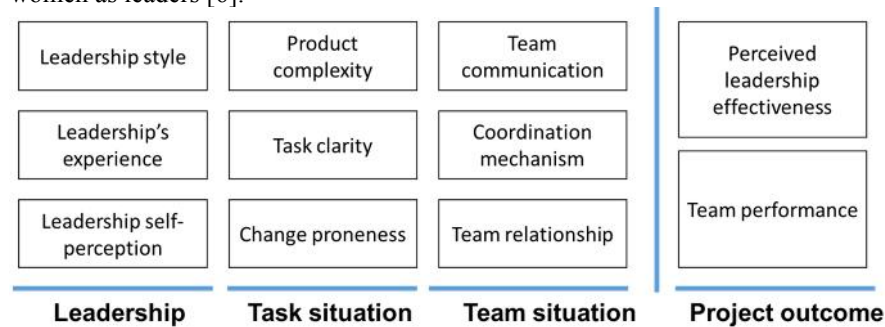 women as leaders [6].
Leadership style
Leadership's
experience
Leadership self-
perception
Leadership
Product
complexity
Task clarity
Change proneness
Task situation
Team
communication
Coordination
mechanism
Team relationship
Team situation
Perceived
leadership
effectiveness
Team performance
Project outcome